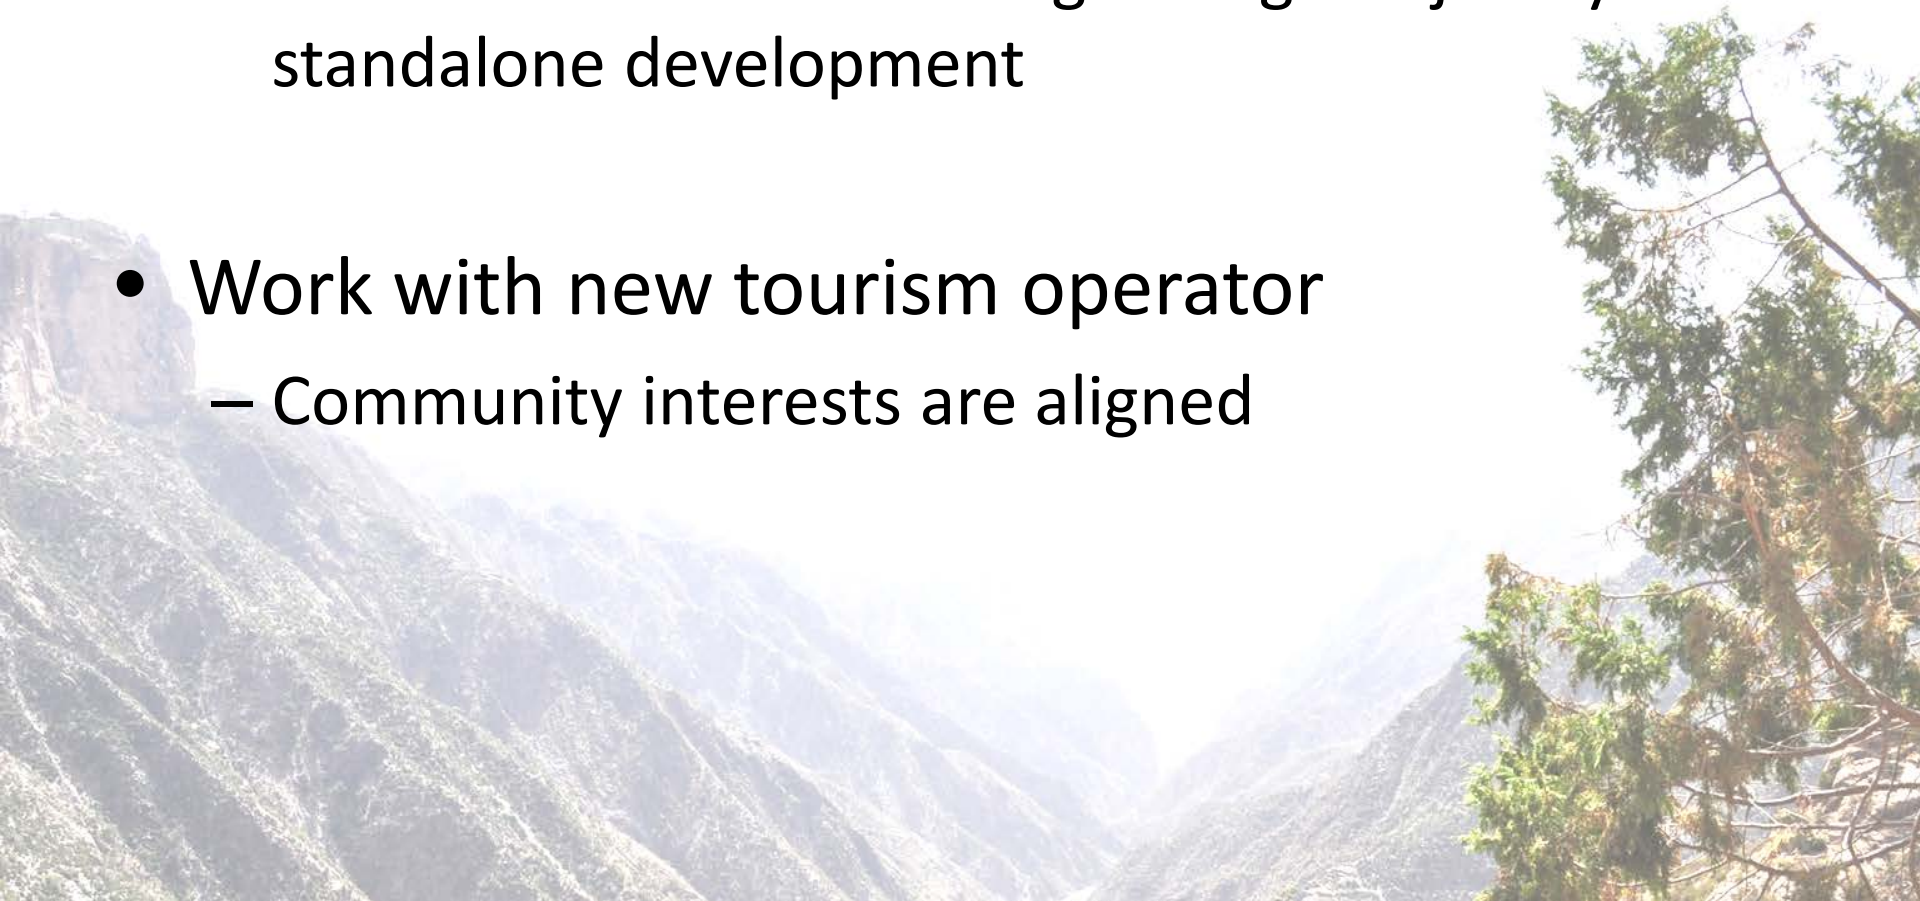 standalone development
• Work with new tourism operator
– Community interests are aligned